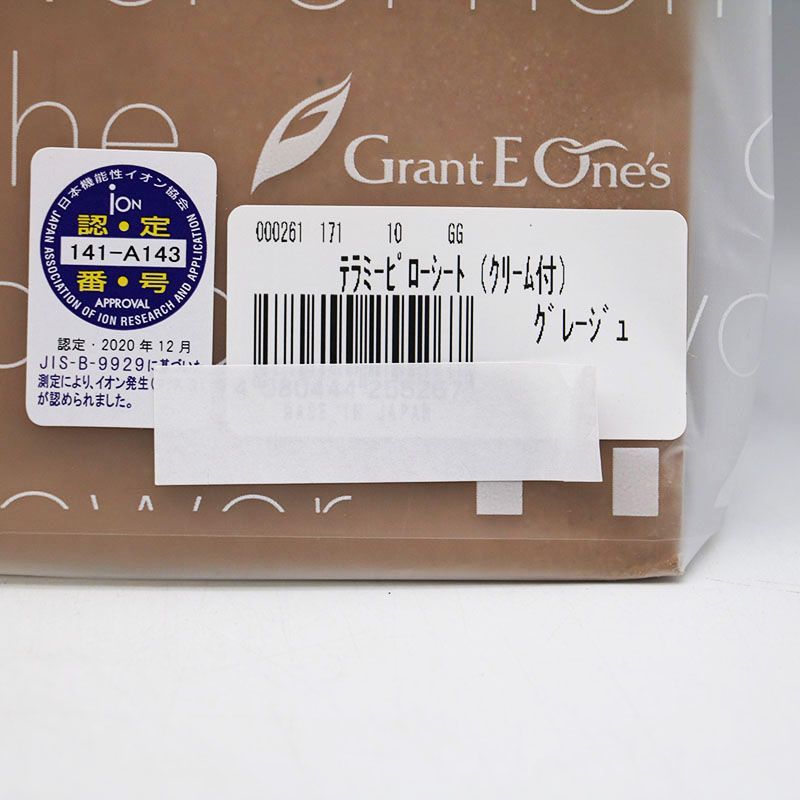 he
Grant E One's
日本機能性イオン協会
ION
認・定
141-A143
番・号
APPROVAL
JAPAN ASSOCIATION OF ION RESEARCH AND APPLICATION
認定・2020年12月
JIS-B-9929に基づいた
測定により、イオン発生(
が認められました。
000261 171 10 GG
テラミーピローシート (クリーム付)
グレージュ
MADE IN JAPAN
ower